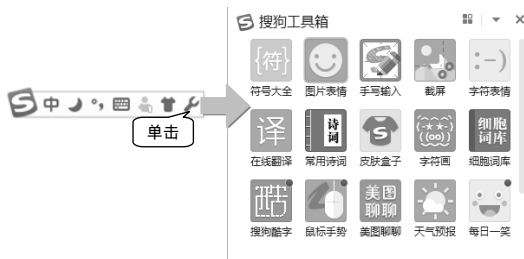 搜狗工具箱
中
单击
{符}
:-)
符号大全 图片表情 手写输入 截屏 字符表情
译 诗词 S {·★-★·} {(oo)} 细胞词库
在线翻译 常用诗词 皮肤盒子 字符画 细胞词库
酷 美图聊聊
搜狗酷字 鼠标手势 美图聊聊 天气预报 每日一笑